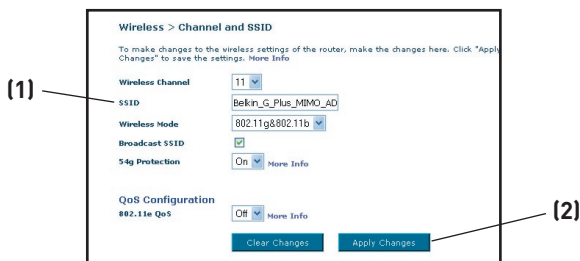 Wireless > Channel and SSID
To make changes to the wireless settings of the router, make the changes here. Click "Apply
Changes" to save the settings. More Info
Wireless Channel 11
(1)
SSID Belkin_G_Plus_MIMO_AD
Wireless Mode 802.11g&802.11b
Broadcast SSID
54g Protection On More Info
QoS Configuration
802.11e QoS Off More Info
(2)
Clear Changes Apply Changes